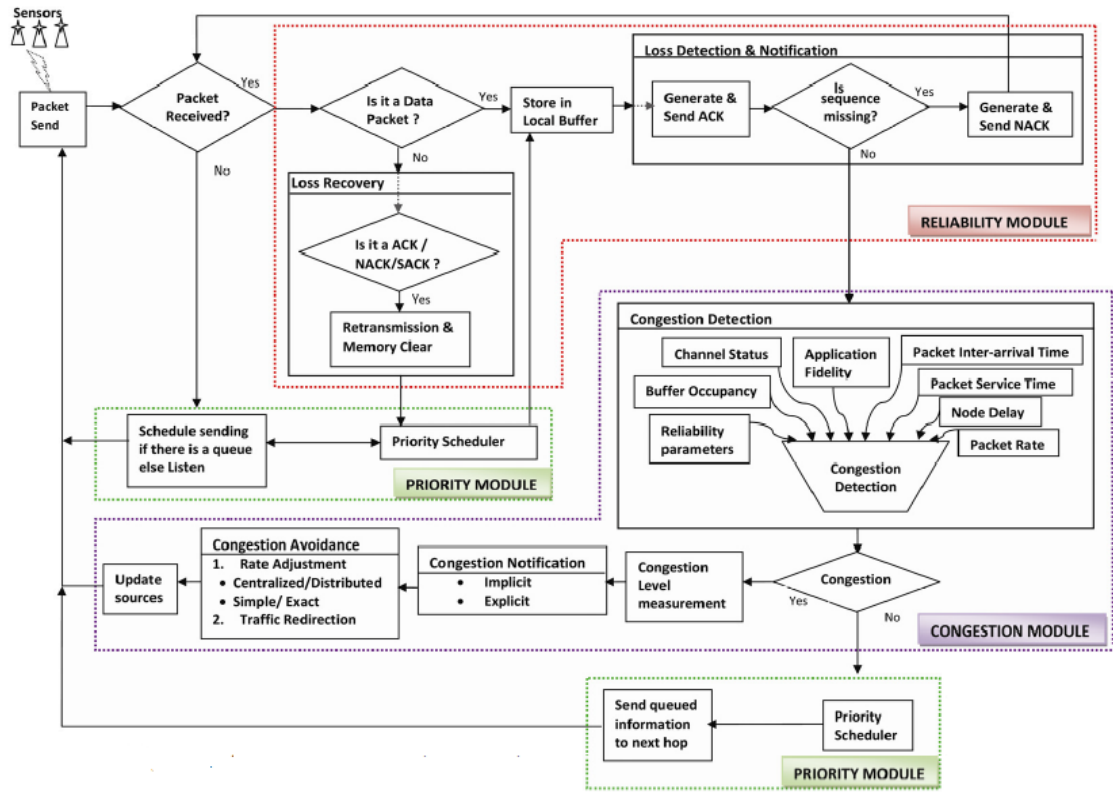 Sensors
Packet
Send
Packet
Received?
Yes
No
Is it a Data
Packet ?
Yes
No
Store in
Local Buffer
Loss Detection & Notification
Generate &
Send ACK
Is
sequence
missing?
Yes
No
Generate &
Send NACK
Loss Recovery
Is it a ACK /
NACK/SACK ?
Yes
Retransmission &
Memory Clear
RELIABILITY MODULE
Schedule sending
if there is a queue
else Listen
Priority Scheduler
PRIORITY MODULE
Congestion Detection
Channel Status
Application
Fidelity
Packet Inter-arrival Time
Buffer Occupancy
Packet Service Time
Node Delay
Reliability
parameters
Packet Rate
Congestion
Detection
Update
sources
Congestion Avoidance
1. Rate Adjustment
• Centralized/Distributed
• Simple/ Exact
2. Traffic Redirection
Congestion Notification
• Implicit
• Explicit
Congestion
Level
measurement
Congestion
Yes
No
CONGESTION MODULE
Send queued
information
to next hop
Priority
Scheduler
PRIORITY MODULE